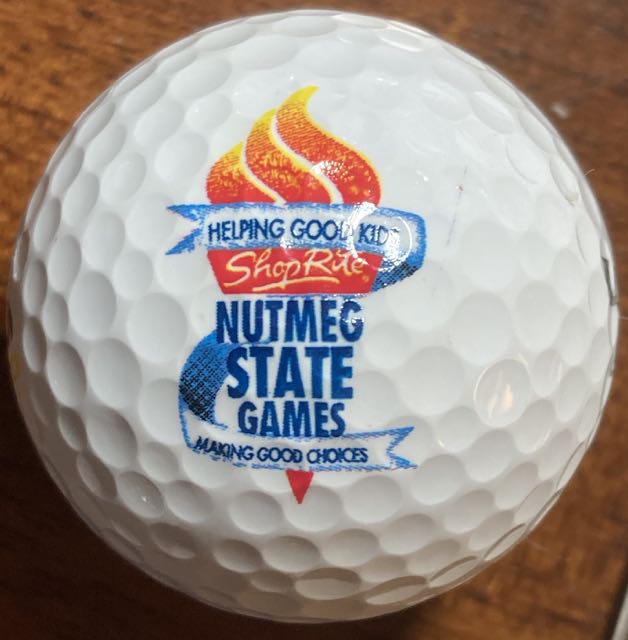 HELPING GOOD KIDS
ShopRite
NUTMEG
STATE
GAMES
MAKING GOOD CHOICES